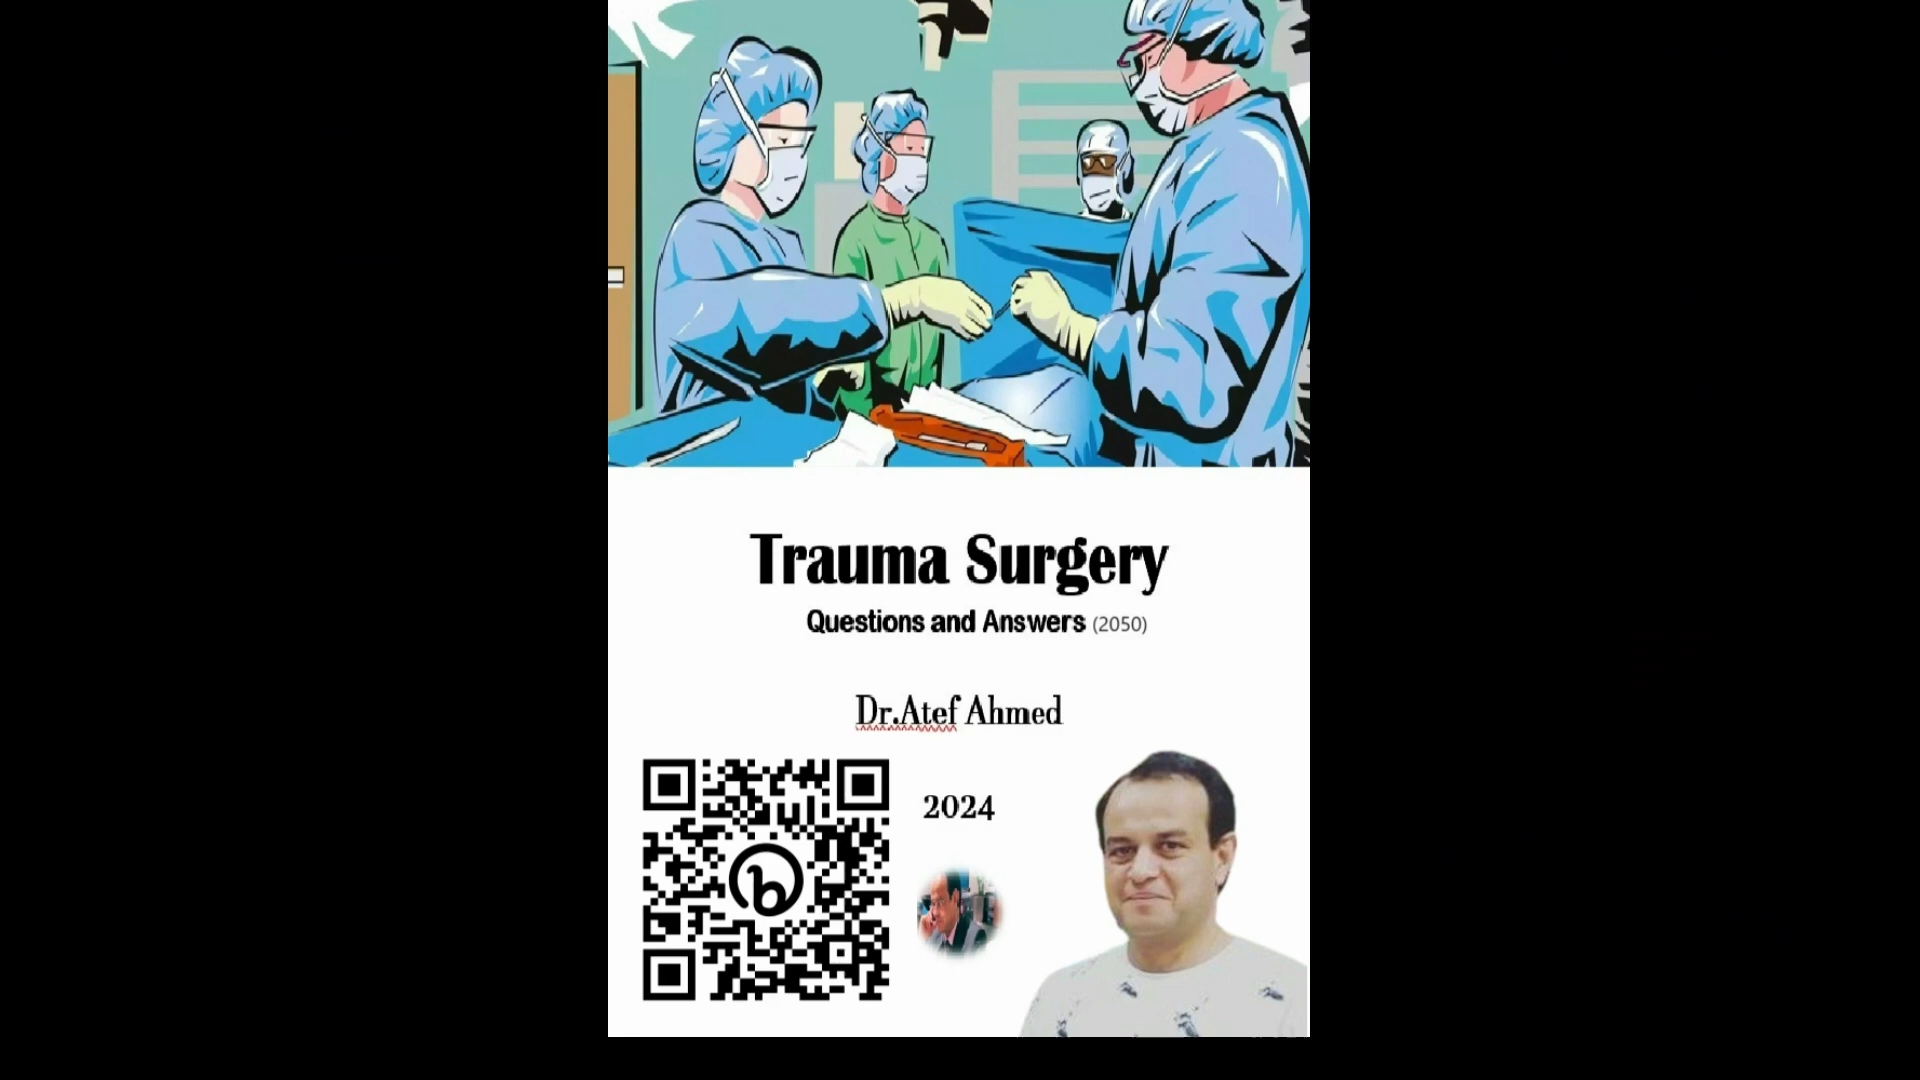 Trauma Surgery
Questions and Answers (2050)
Dr.Atef Ahmed
2024